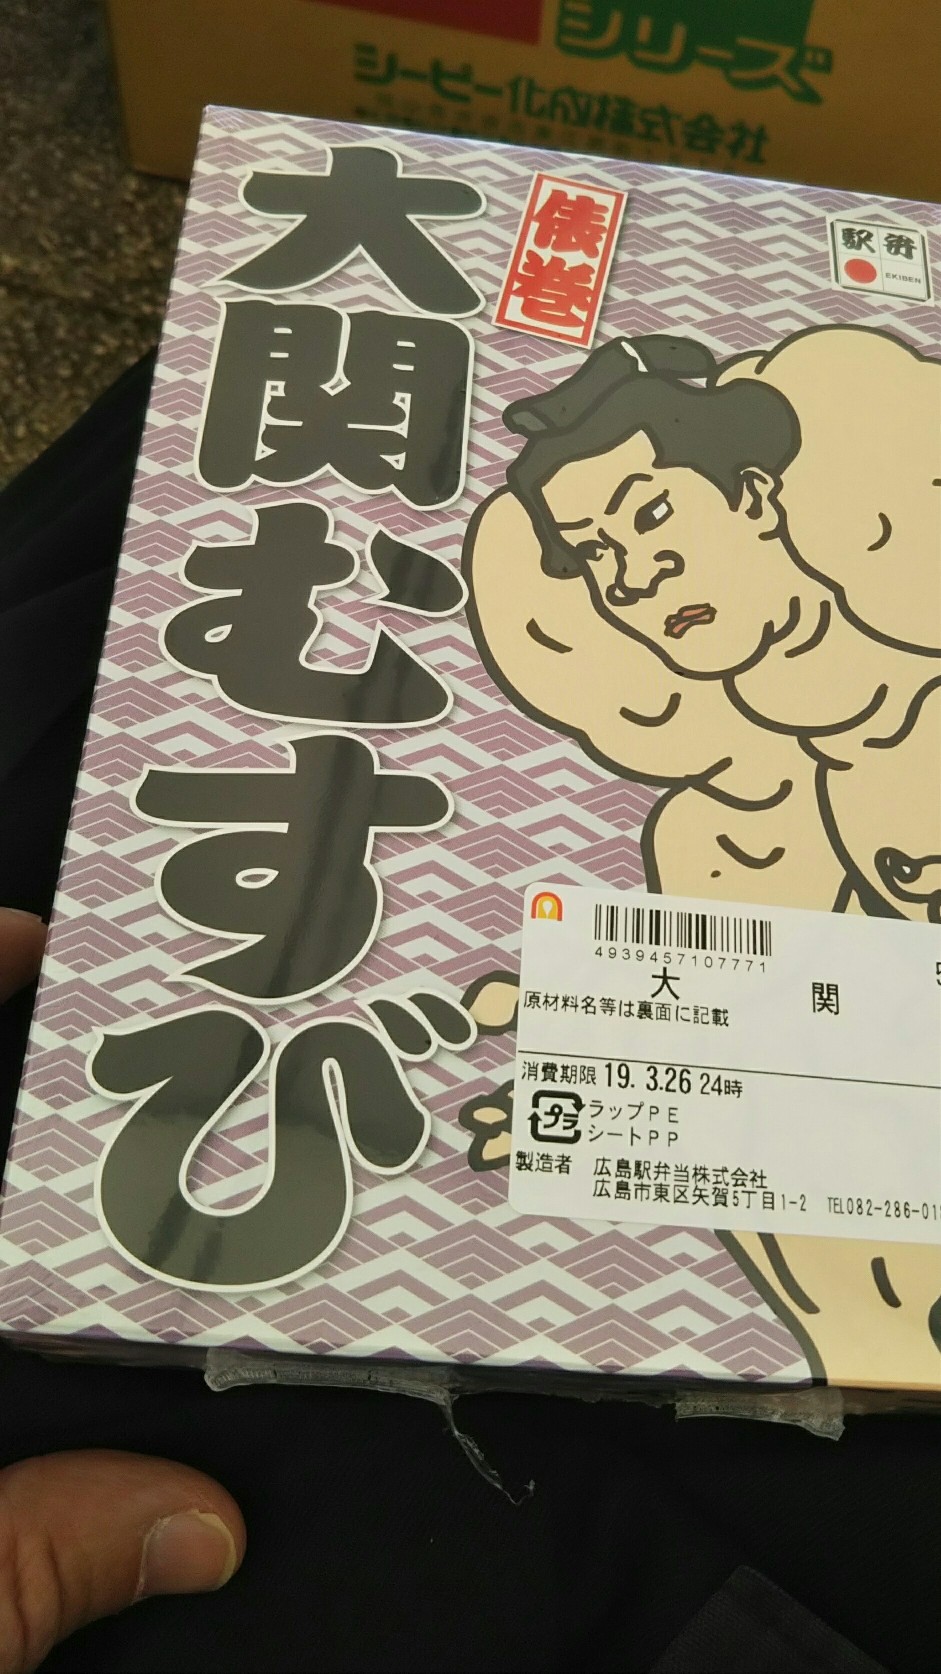 シリーズ
シーピー化成株式会社
大関むすび
俵巻
駅弁
EKIBEN
4939457107771
大関
原材料名等は裏面に記載
消費期限 19. 3.26 24時
プラ
ラップPE
シートPP
製造者 広島駅弁当株式会社
広島市東区矢賀5丁目1-2 TEL082-286-01